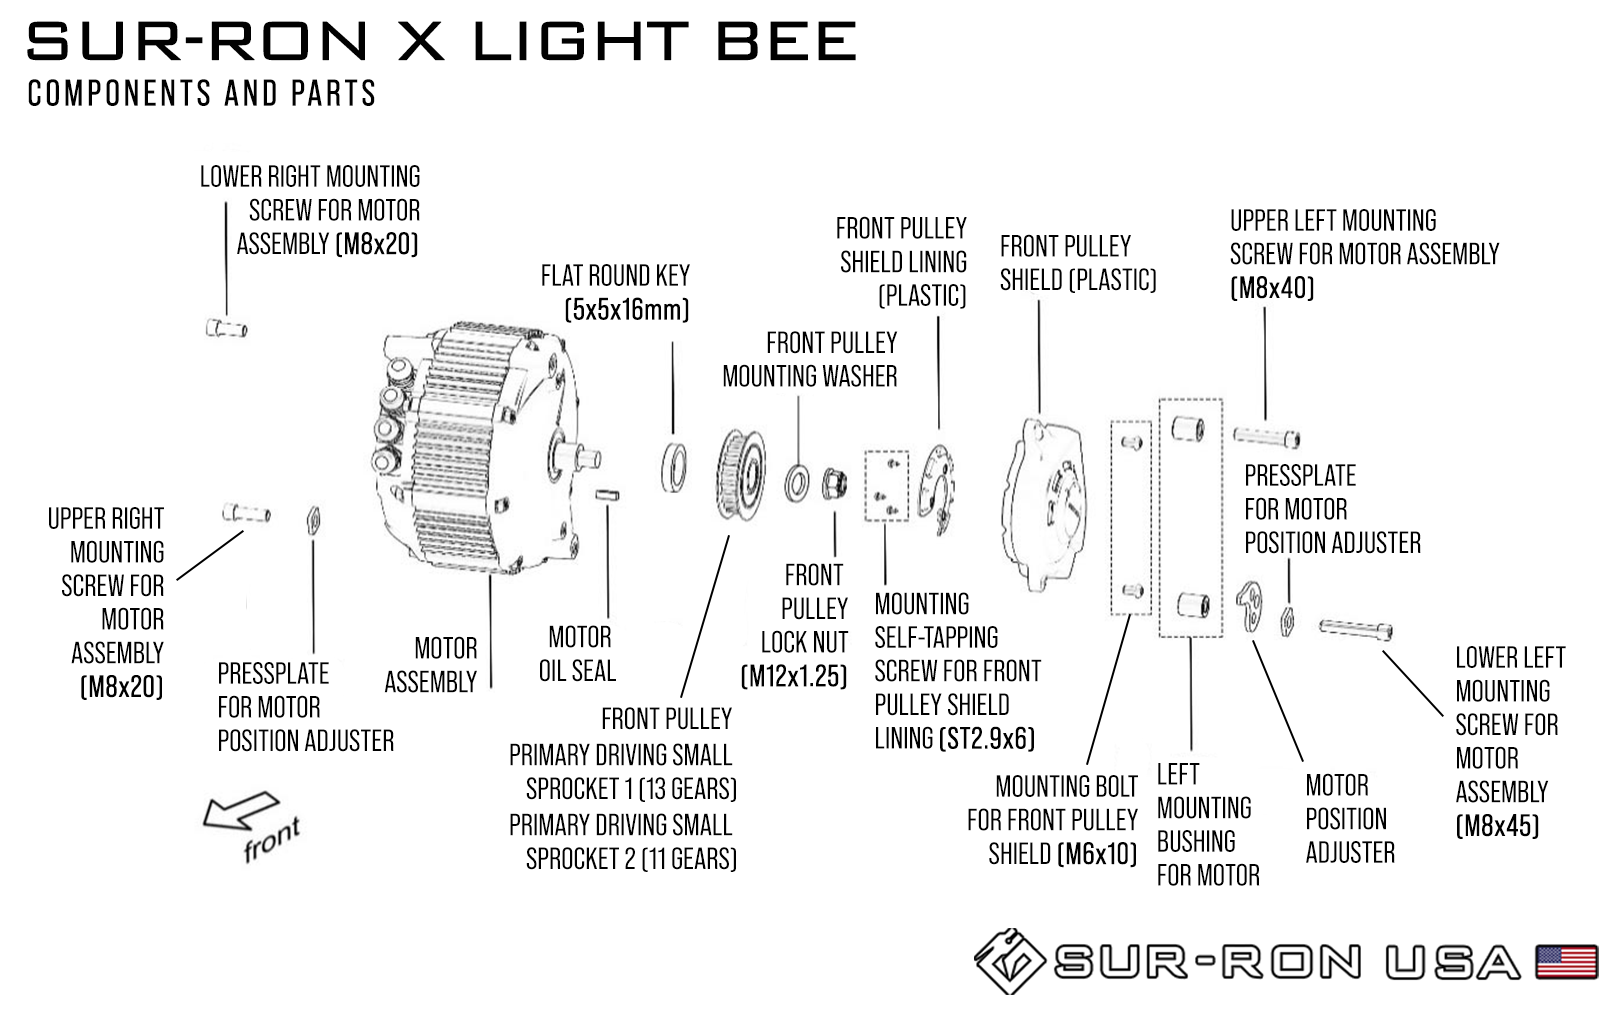 SUR-RON X LIGHT BEE
COMPONENTS AND PARTS
LOWER RIGHT MOUNTING
SCREW FOR MOTOR
ASSEMBLY (M8x20)
FLAT ROUND KEY
(5x5x16mm)
FRONT PULLEY
MOUNTING WASHER
FRONT PULLEY
SHIELD LINING
(PLASTIC)
FRONT PULLEY
SHIELD (PLASTIC)
UPPER LEFT MOUNTING
SCREW FOR MOTOR ASSEMBLY
(M8x40)
PRESSPLATE
FOR MOTOR
POSITION ADJUSTER
UPPER RIGHT
MOUNTING
SCREW FOR
MOTOR
ASSEMBLY
(M8x20)
PRESSPLATE
FOR MOTOR
POSITION ADJUSTER
MOTOR
ASSEMBLY
MOTOR
OIL SEAL
FRONT PULLEY
PRIMARY DRIVING SMALL
SPROCKET 1 (13 GEARS)
PRIMARY DRIVING SMALL
SPROCKET 2 (11 GEARS)
FRONT
PULLEY
LOCK NUT
(M12x1.25)
MOUNTING
SELF-TAPPING
SCREW FOR FRONT
PULLEY SHIELD
LINING (ST2.9x6)
MOUNTING BOLT
FOR FRONT PULLEY
SHIELD (M6x10)
LEFT
MOUNTING
BUSHING
FOR MOTOR
MOTOR
POSITION
ADJUSTER
LOWER LEFT
MOUNTING
SCREW FOR
MOTOR
ASSEMBLY
(M8x45)
front
SUR-RON USA